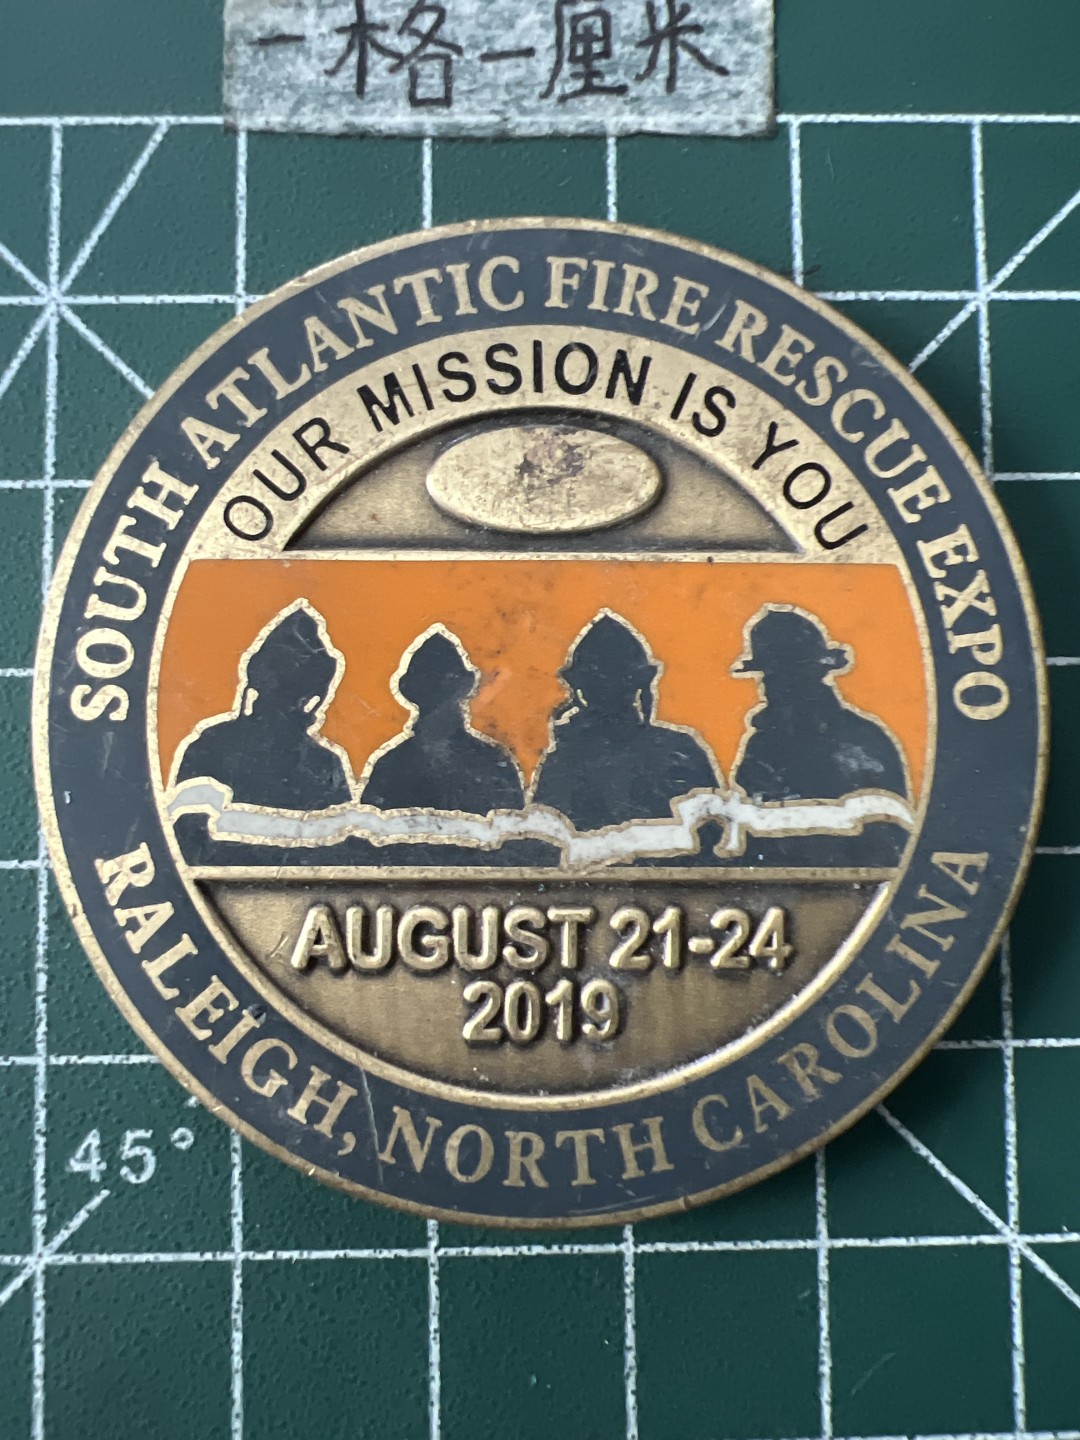 一格一厘米
SOUTH ATLANTIC FIRE RESCUE EXPO
OUR MISSION IS YOU
AUGUST 21-24
2019
RALEIGH, NORTH CAROLINA
45°